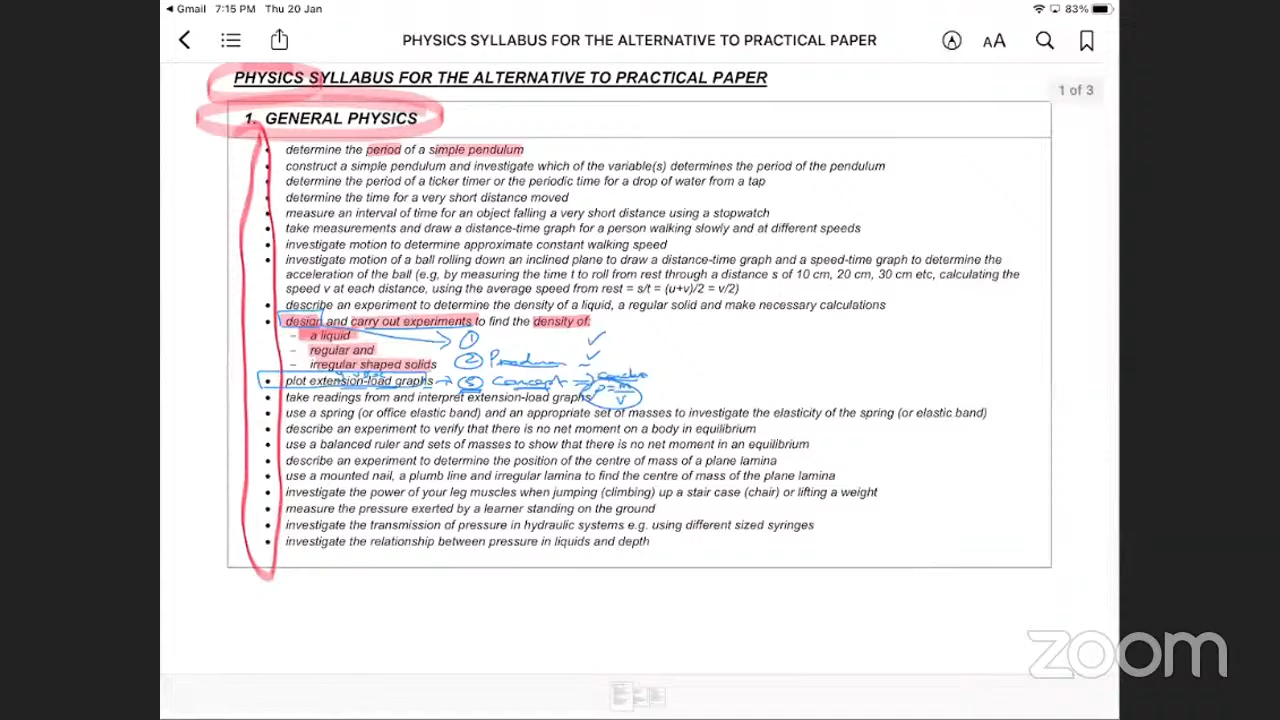 Gmail 7:15 PM Thu 20 Jan 83%
PHYSICS SYLLABUS FOR THE ALTERNATIVE TO PRACTICAL PAPER AA
PHYSICS SYLLABUS FOR THE ALTERNATIVE TO PRACTICAL PAPER
1 of 3
1. GENERAL PHYSICS
• determine the period of a simple pendulum
• construct a simple pendulum and investigate which of the variable(s) determines the period of the pendulum
• determine the period of a ticker timer or the periodic time for a drop of water from a tap
• determine the time for a very short distance moved
• measure an interval of time for an object falling a very short distance using a stopwatch
• take measurements and draw a distance-time graph for a person walking slowly and at different speeds
• investigate motion to determine approximate constant walking speed
• investigate motion of a ball rolling down an inclined plane to draw a distance-time graph and a speed-time graph to determine the
acceleration of the ball (e.g, by measuring the time t to roll from rest through a distance s of 10 cm, 20 cm, 30 cm etc, calculating the
speed v at each distance, using the average speed from rest = s/t = (u+v)/2 = v/2)
• describe an experiment to determine the density of a liquid, a regular solid and make necessary calculations
• design and carry out experiments to find the density of:
– a liquid 1
– regular and 2
– irregular shaped solids
• plot extension-load graphs 3 Concept
• take readings from and interpret extension-load graphs ρ = m/v
• use a spring (or office elastic band) and an appropriate set of masses to investigate the elasticity of the spring (or elastic band)
• describe an experiment to verify that there is no net moment on a body in equilibrium
• use a balanced ruler and sets of masses to show that there is no net moment in an equilibrium
• describe an experiment to determine the position of the centre of mass of a plane lamina
• use a mounted nail, a plumb line and irregular lamina to find the centre of mass of the plane lamina
• investigate the power of your leg muscles when jumping (climbing) up a stair case (chair) or lifting a weight
• measure the pressure exerted by a learner standing on the ground
• investigate the transmission of pressure in hydraulic systems e.g. using different sized syringes
• investigate the relationship between pressure in liquids and depth
zoom